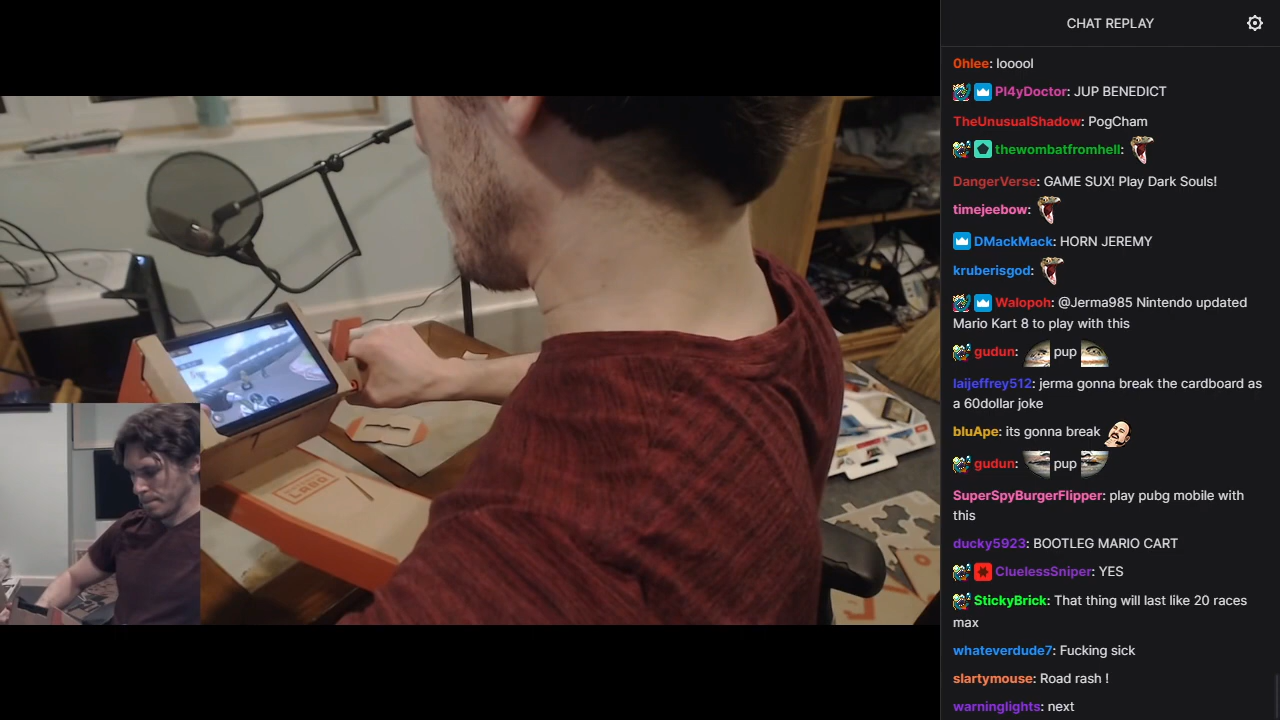 CHAT REPLAY
0hlee: looool
Pl4yDoctor: JUP BENEDICT
TheUnusualShadow: PogCham
thewombatfromhell:
DangerVerse: GAME SUX! Play Dark Souls!
timejeebow:
DMackMack: HORN JEREMY
kruberisgod:
Walopoh: @Jerma985 Nintendo updated
Mario Kart 8 to play with this
gudun: pup
laijeffrey512: jerma gonna break the cardboard as
a 60dollar joke
bluApe: its gonna break
gudun: pup
SuperSpyBurgerFlipper: play pubg mobile with
this
ducky5923: BOOTLEG MARIO CART
CluelessSniper: YES
StickyBrick: That thing will last like 20 races
max
whateverdude7: Fucking sick
slartymouse: Road rash !
warninglights: next
LABO